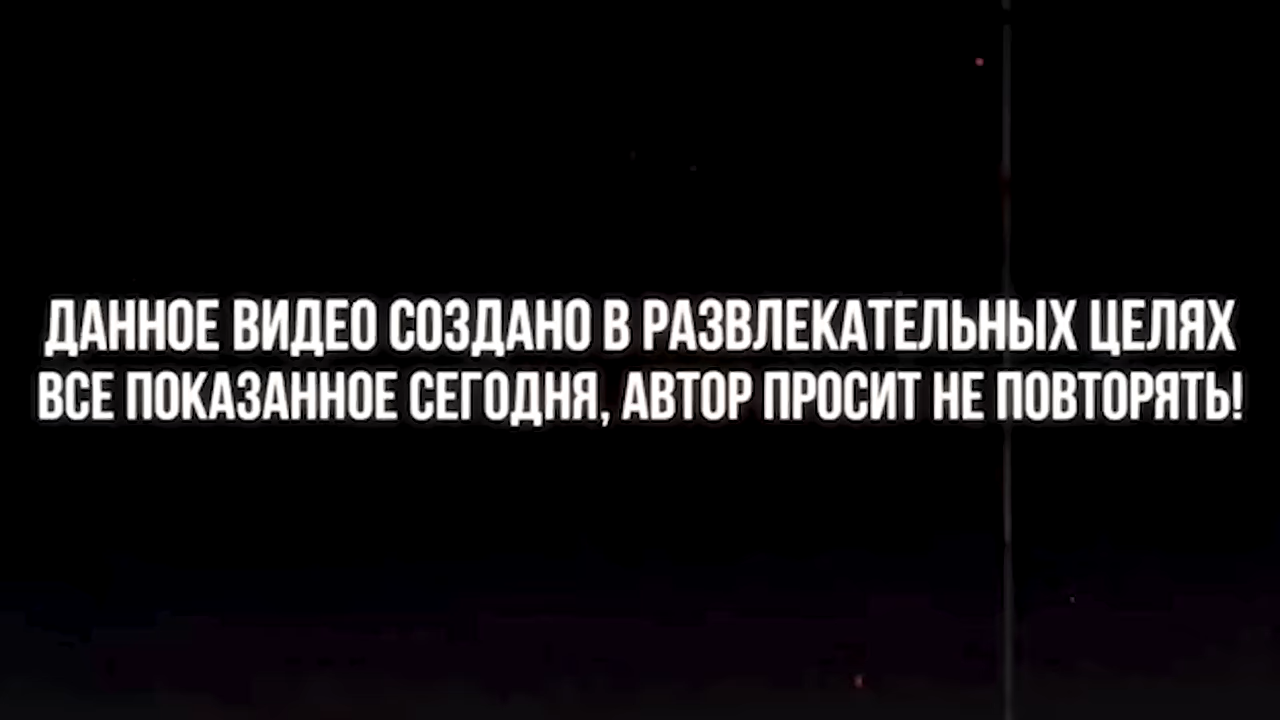 ДАННОЕ ВИДЕО СОЗДАНО В РАЗВЛЕКАТЕЛЬНЫХ ЦЕЛЯХ
ВСЕ ПОКАЗАННОЕ СЕГОДНЯ, АВТОР ПРОСИТ НЕ ПОВТОРЯТЬ!